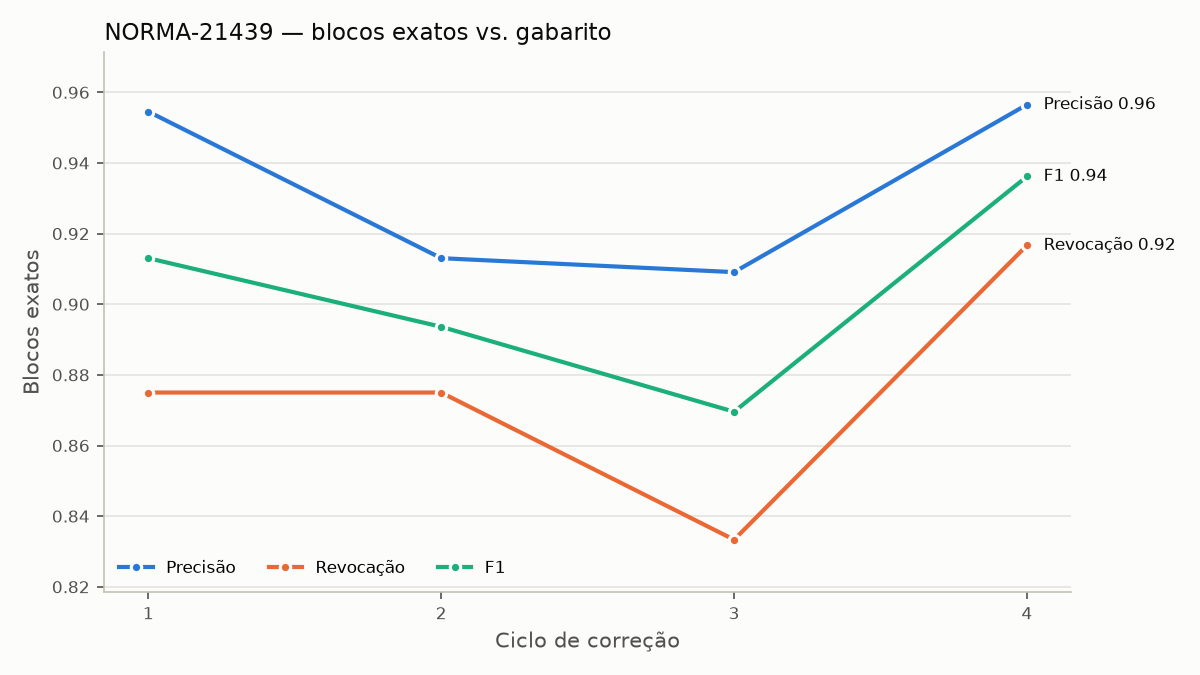 NORMA-21439 — blocos exatos vs. gabarito
Blocos exatos
0.96
0.94
0.92
0.90
0.88
0.86
0.84
0.82
Precisão 0.96
F1 0.94
Revocação 0.92
Precisão
Revocação
F1
1
2
3
4
Ciclo de correção